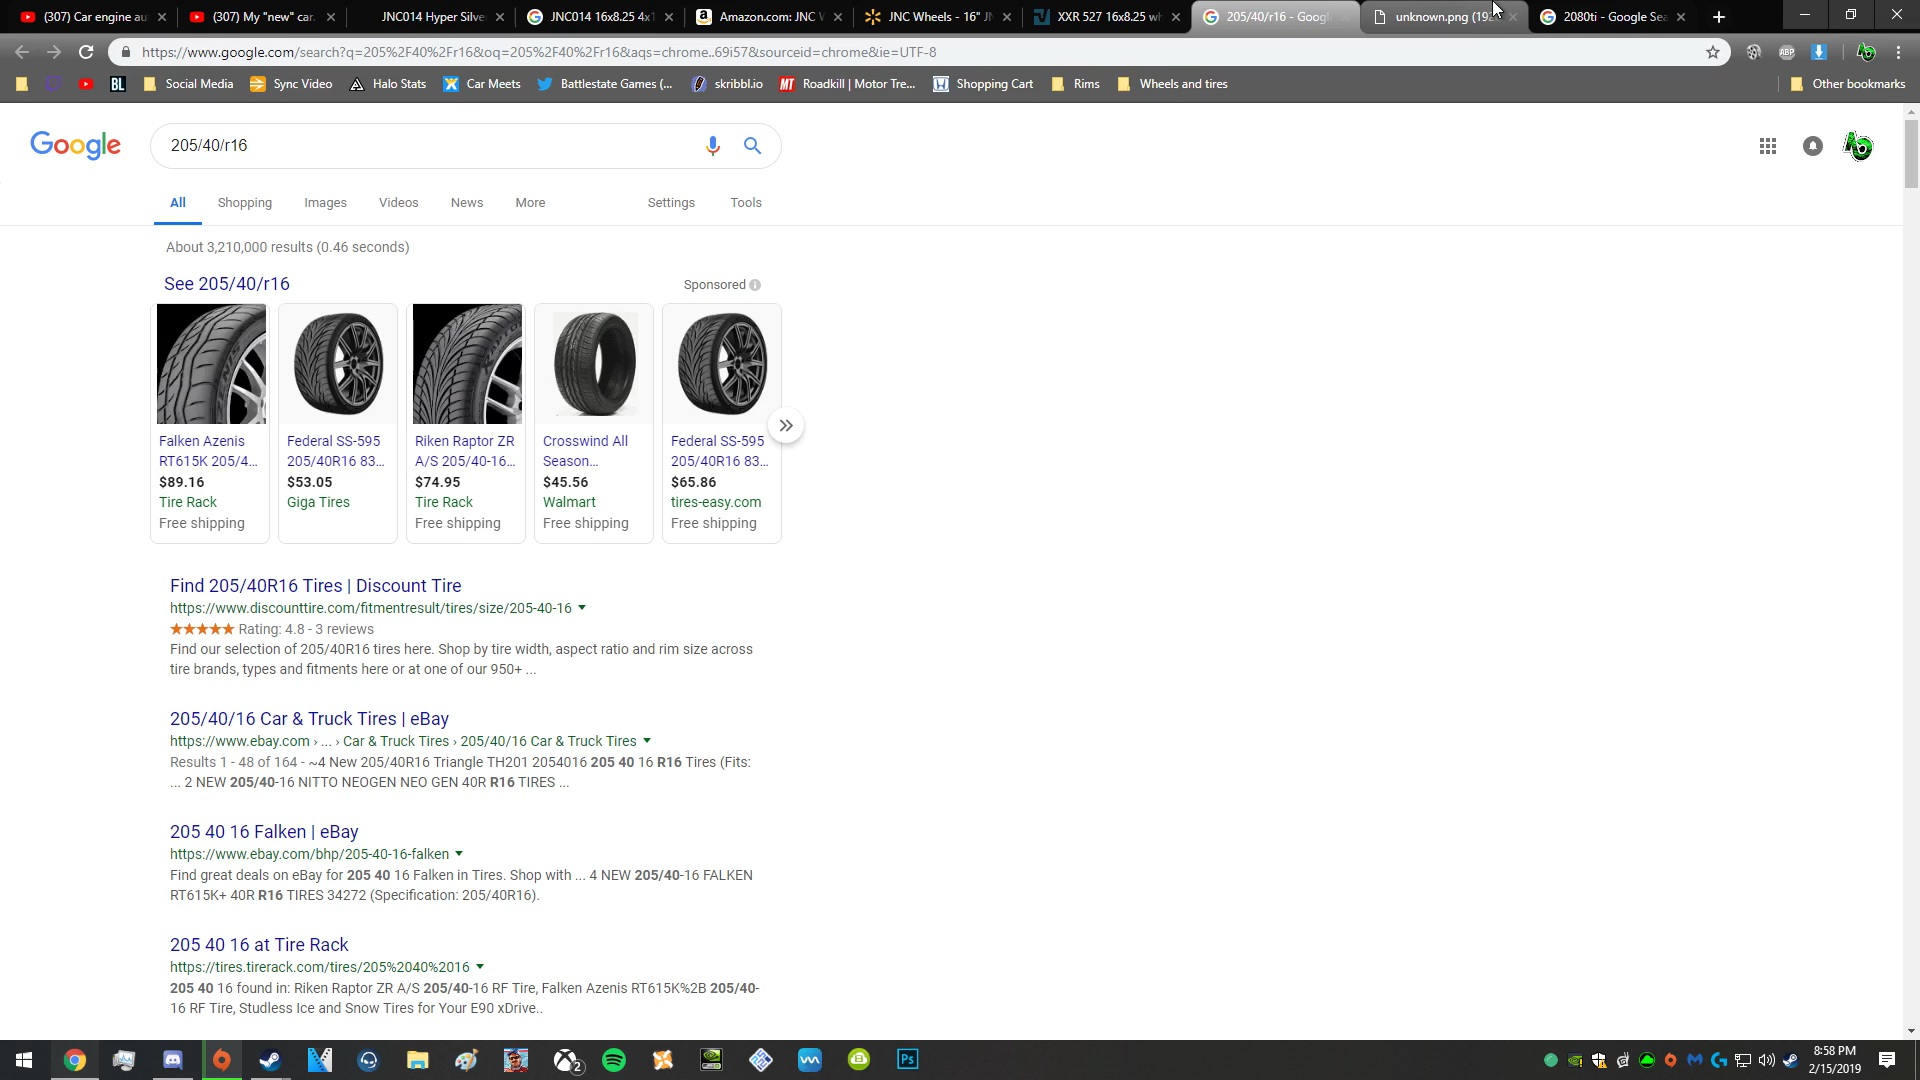 (307) Car engine au
(307) My "new" car.
JNC014 Hyper Silve
JNC014 16x8.25 4x1
Amazon.com: JNC W
JNC Wheels - 16" JN
XXR 527 16x8.25 wh
205/40/r16 - Googl
unknown.png (192
2080ti - Google Sea
https://www.google.com/search?q=205%2F40%2Fr16&oq=205%2F40%2Fr16&aqs=chrome..69i57&sourceid=chrome&ie=UTF-8
ABP
BL
Social Media
Sync Video
Halo Stats
Car Meets
Battlestate Games (...
skribbl.io
MT
Roadkill | Motor Tre...
Shopping Cart
Rims
Wheels and tires
Other bookmarks
Google
205/40/r16
All Shopping Images Videos News More Settings Tools
About 3,210,000 results (0.46 seconds)
See 205/40/r16
Sponsored
Falken Azenis
RT615K 205/4...
$89.16
Tire Rack
Free shipping
Federal SS-595
205/40R16 83...
$53.05
Giga Tires
Riken Raptor ZR
A/S 205/40-16...
$74.95
Tire Rack
Free shipping
Crosswind All
Season...
$45.56
Walmart
Free shipping
Federal SS-595
205/40R16 83...
$65.86
tires-easy.com
Free shipping
Find 205/40R16 Tires | Discount Tire
https://www.discounttire.com/fitmentresult/tires/size/205-40-16
Rating: 4.8 - 3 reviews
Find our selection of 205/40R16 tires here. Shop by tire width, aspect ratio and rim size across
tire brands, types and fitments here or at one of our 950+ ...
205/40/16 Car & Truck Tires | eBay
https://www.ebay.com › ... › Car & Truck Tires › 205/40/16 Car & Truck Tires
Results 1 - 48 of 164 - ~4 New 205/40R16 Triangle TH201 2054016 205 40 16 R16 Tires (Fits:
... 2 NEW 205/40-16 NITTO NEOGEN NEO GEN 40R R16 TIRES ...
205 40 16 Falken | eBay
https://www.ebay.com/bhp/205-40-16-falken
Find great deals on eBay for 205 40 16 Falken in Tires. Shop with ... 4 NEW 205/40-16 FALKEN
RT615K+ 40R R16 TIRES 34272 (Specification: 205/40R16).
205 40 16 at Tire Rack
https://tires.tirerack.com/tires/205%2040%2016
205 40 16 found in: Riken Raptor ZR A/S 205/40-16 RF Tire, Falken Azenis RT615K%2B 205/40-
16 RF Tire, Studless Ice and Snow Tires for Your E90 xDrive..
2
Ps
8:58 PM
2/15/2019